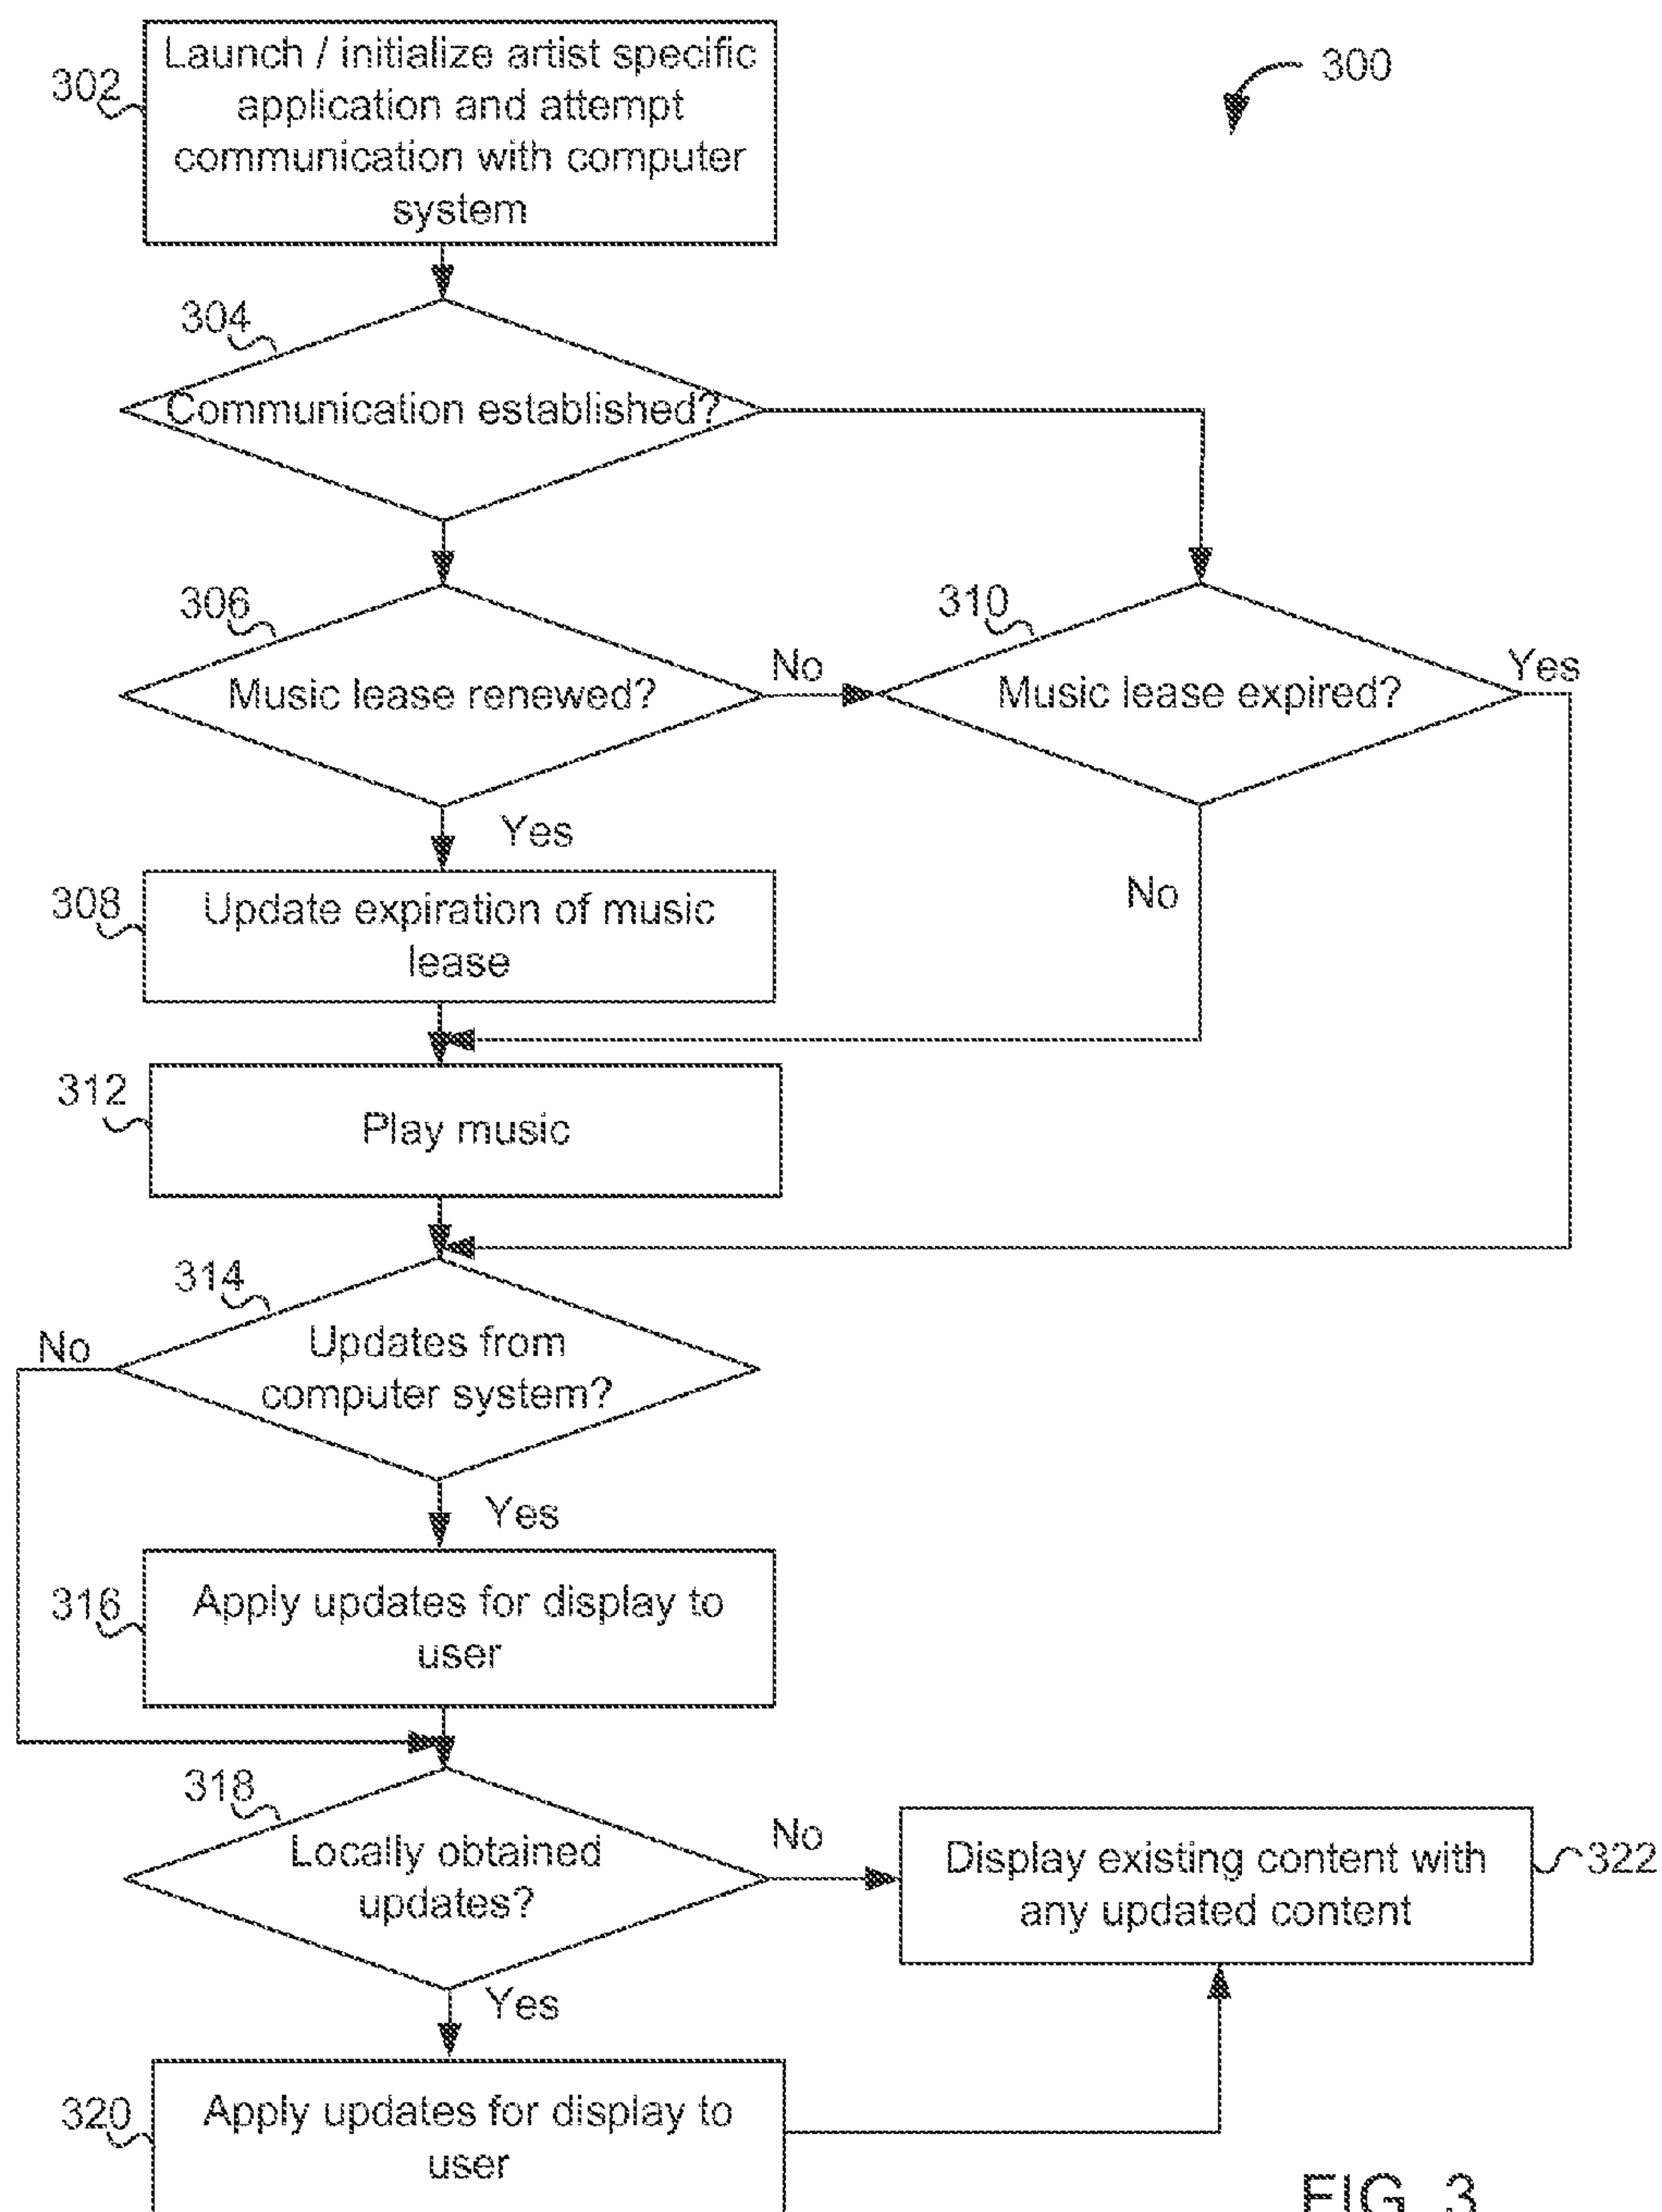 300
302
Launch / initialize artist specific
application and attempt
communication with computer
system
304
Communication established?
306
Music lease renewed?
No
310
Music lease expired?
Yes
Yes
No
308
Update expiration of music
lease
312
Play music
314
No
Updates from
computer system?
Yes
316
Apply updates for display to
user
318
Locally obtained
updates?
No
Display existing content with
any updated content
322
Yes
320
Apply updates for display to
user
FIG. 3